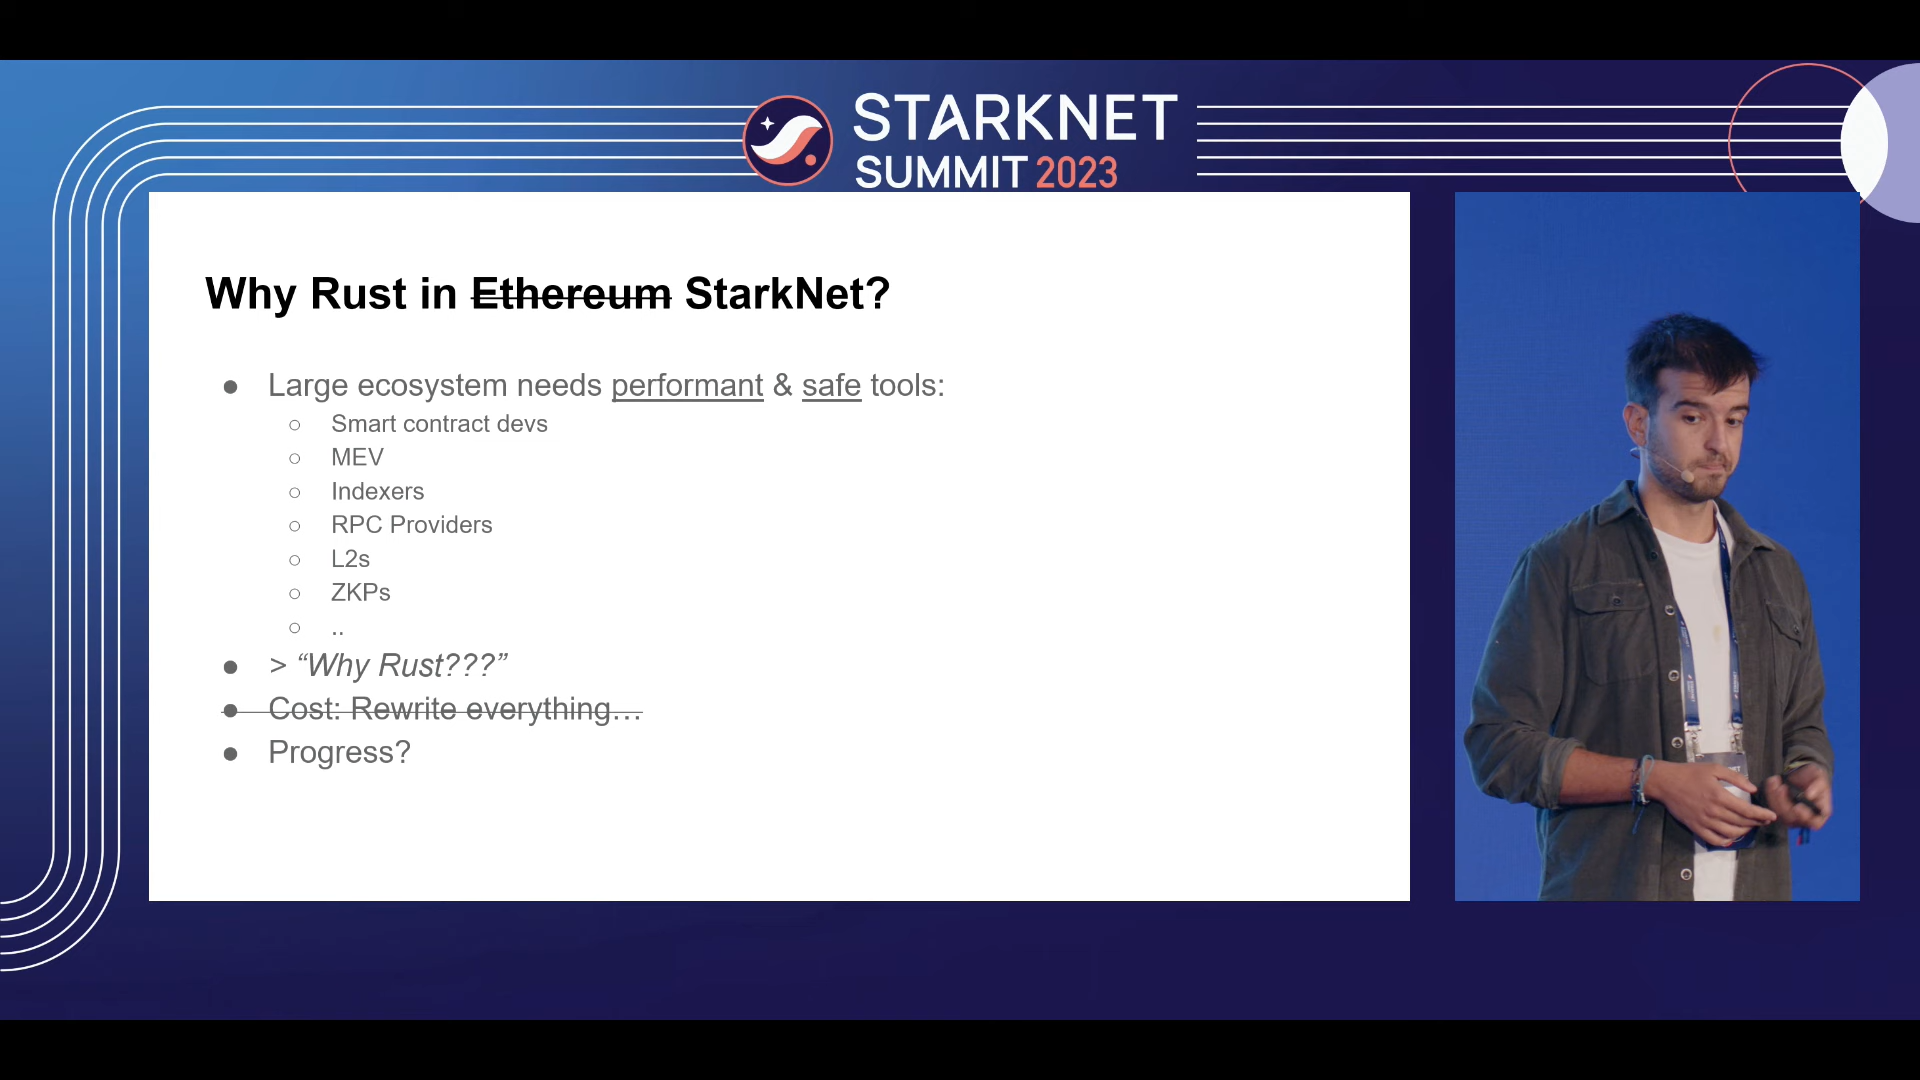 STARKNET
SUMMIT 2023
Why Rust in Ethereum StarkNet?
● Large ecosystem needs performant & safe tools:
○ Smart contract devs
○ MEV
○ Indexers
○ RPC Providers
○ L2s
○ ZKPs
○ ..
● > “Why Rust???”
● Cost: Rewrite everything…
● Progress?